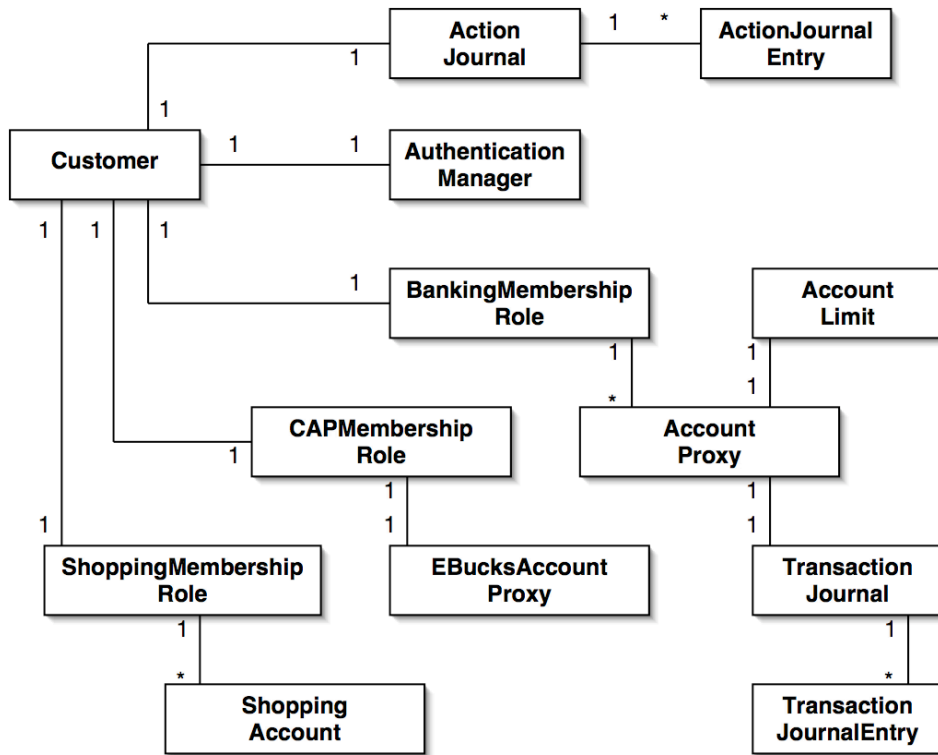 Action
Journal
1
*
ActionJournal
Entry
1
1
Customer
1
1
Authentication
Manager
1
1
1
1
BankingMembership
Role
Account
Limit
1
1
1
*
CAPMembership
Role
1
Account
Proxy
1
1
1
1
1
ShoppingMembership
Role
EBucksAccount
Proxy
Transaction
Journal
1
*
1
*
Shopping
Account
Transaction
JournalEntry